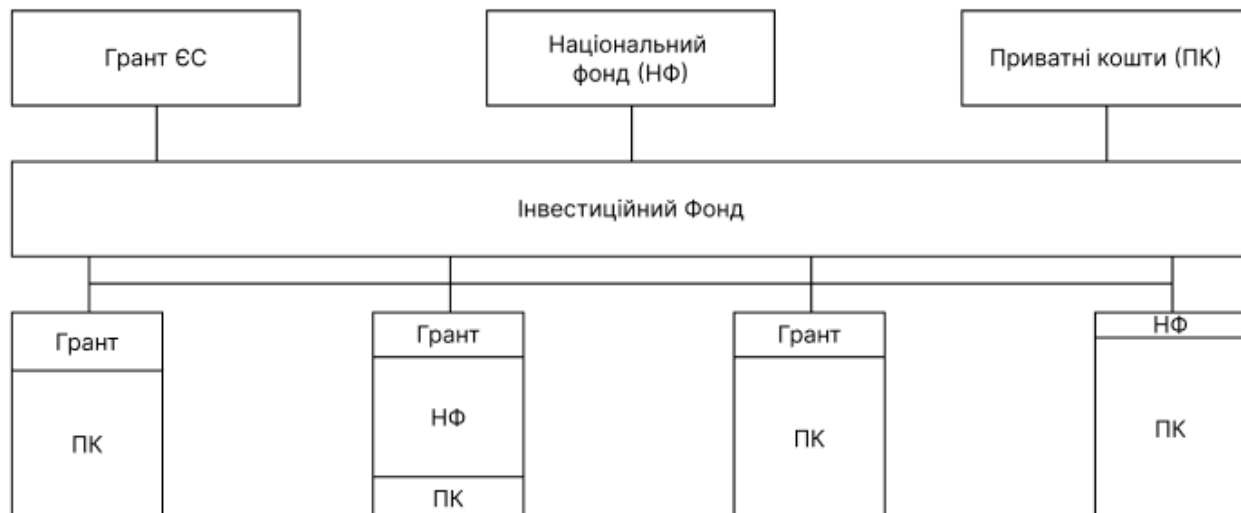 Грант ЄС
Національний
фонд (НФ)
Приватні кошти (ПК)
Інвестиційний Фонд
Грант
ПК
Грант
НФ
ПК
Грант
ПК
НФ
ПК